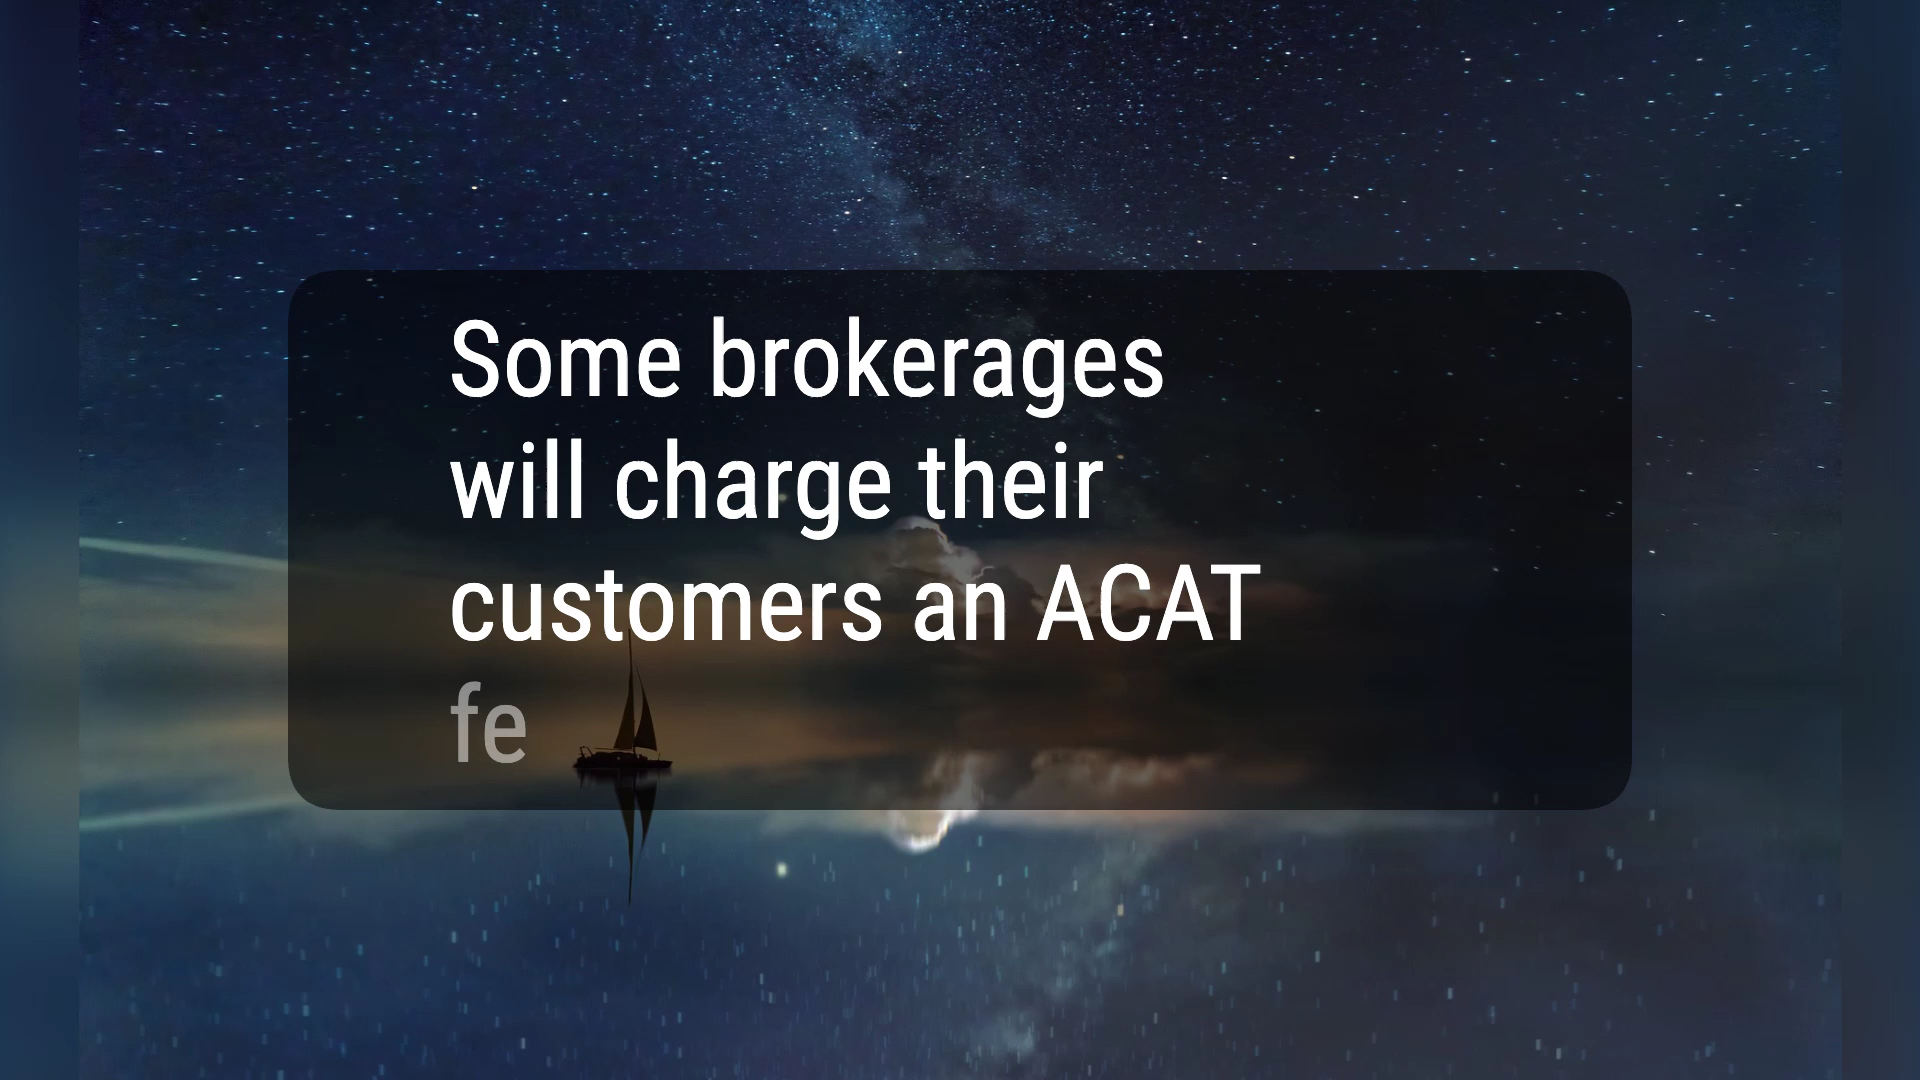 Some brokerages
will charge their
customers an ACAT
fe